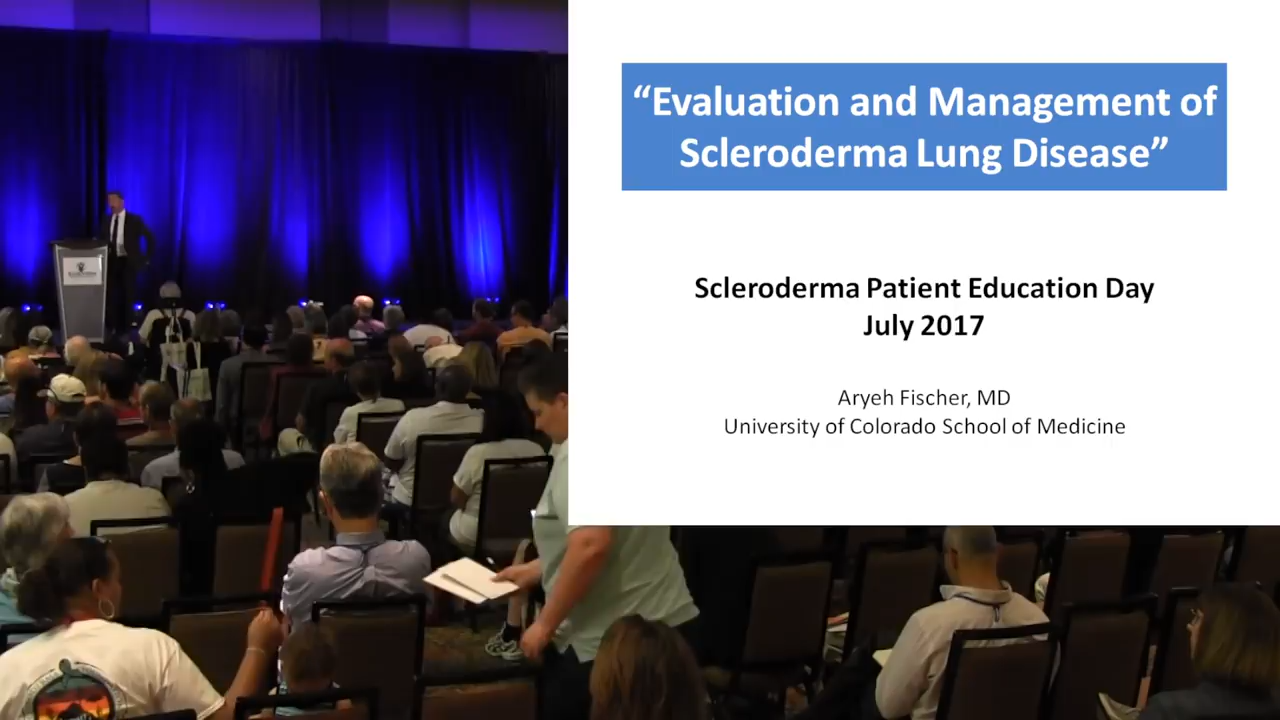 “Evaluation and Management of
Scleroderma Lung Disease”
Scleroderma Patient Education Day
July 2017
Aryeh Fischer, MD
University of Colorado School of Medicine